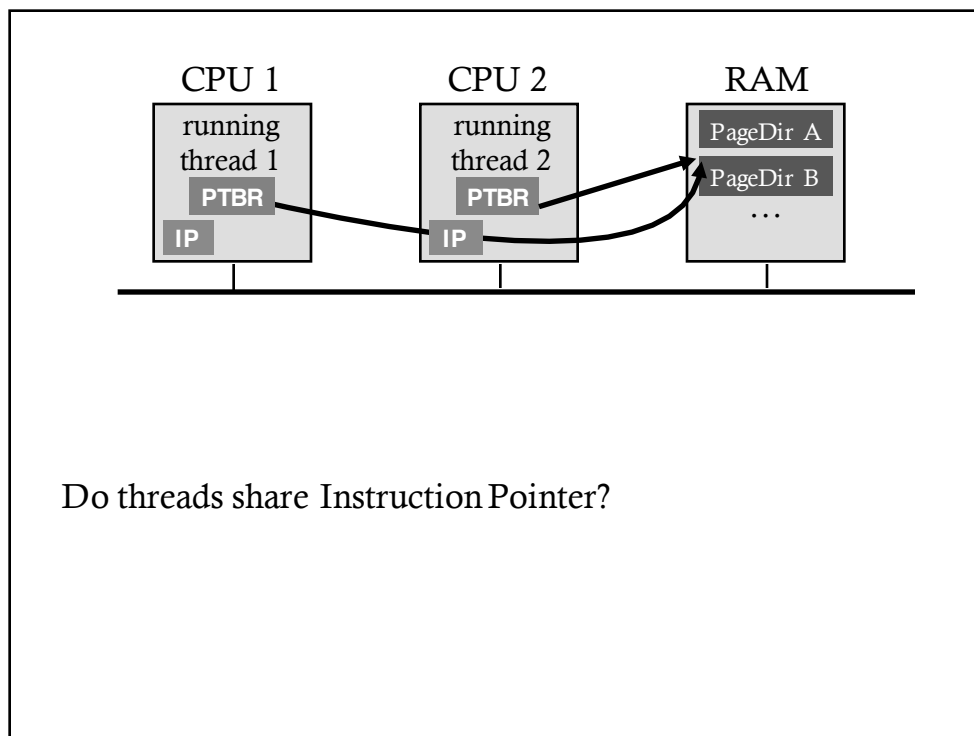 CPU 1
CPU 2
RAM
running
thread 1
PTBR
IP
running
thread 2
PTBR
IP
PageDir A
PageDir B
...
Do threads share Instruction Pointer?